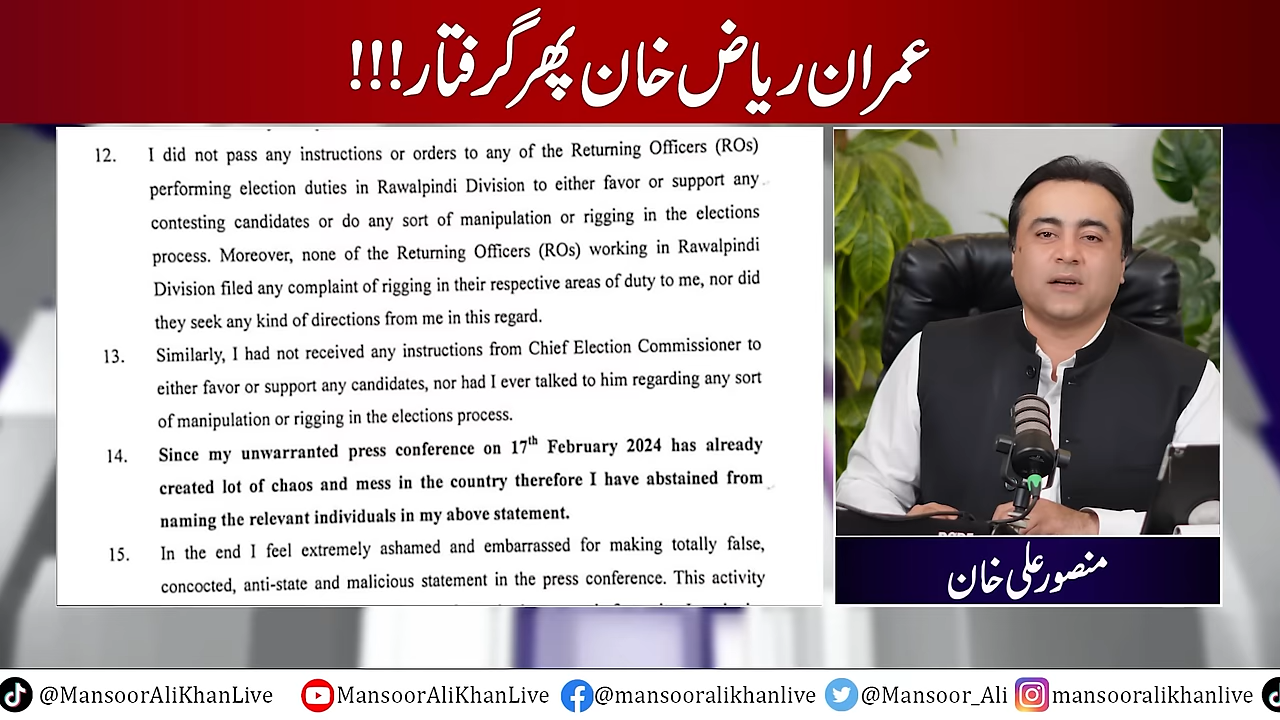 عمران ریاض خان پھر گرفتار!!!
12. I did not pass any instructions or orders to any of the Returning Officers (ROs)
performing election duties in Rawalpindi Division to either favor or support any
contesting candidates or do any sort of manipulation or rigging in the elections
process. Moreover, none of the Returning Officers (ROs) working in Rawalpindi
Division filed any complaint of rigging in their respective areas of duty to me, nor did
they seek any kind of directions from me in this regard.
13. Similarly, I had not received any instructions from Chief Election Commissioner to
either favor or support any candidates, nor had I ever talked to him regarding any sort
of manipulation or rigging in the elections process.
14. Since my unwarranted press conference on 17th February 2024 has already
created lot of chaos and mess in the country therefore I have abstained from
naming the relevant individuals in my above statement.
15. In the end I feel extremely ashamed and embarrassed for making totally false,
concocted, anti-state and malicious statement in the press conference. This activity
منصور علی خان
@MansoorAliKhanLive MansoorAliKhanLive @mansooralikhanlive @Mansoor_Ali mansooralikhanlive